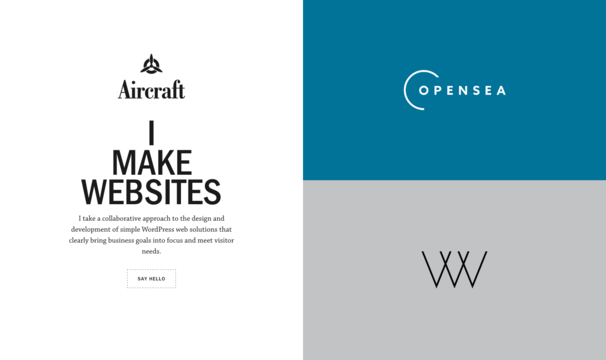 Aircraft
I
MAKE
WEBSITES
I take a collaborative approach to the design and
development of simple WordPress web solutions that
clearly bring business goals into focus and meet visitor
needs.
SAY HELLO
OPENSEA
W